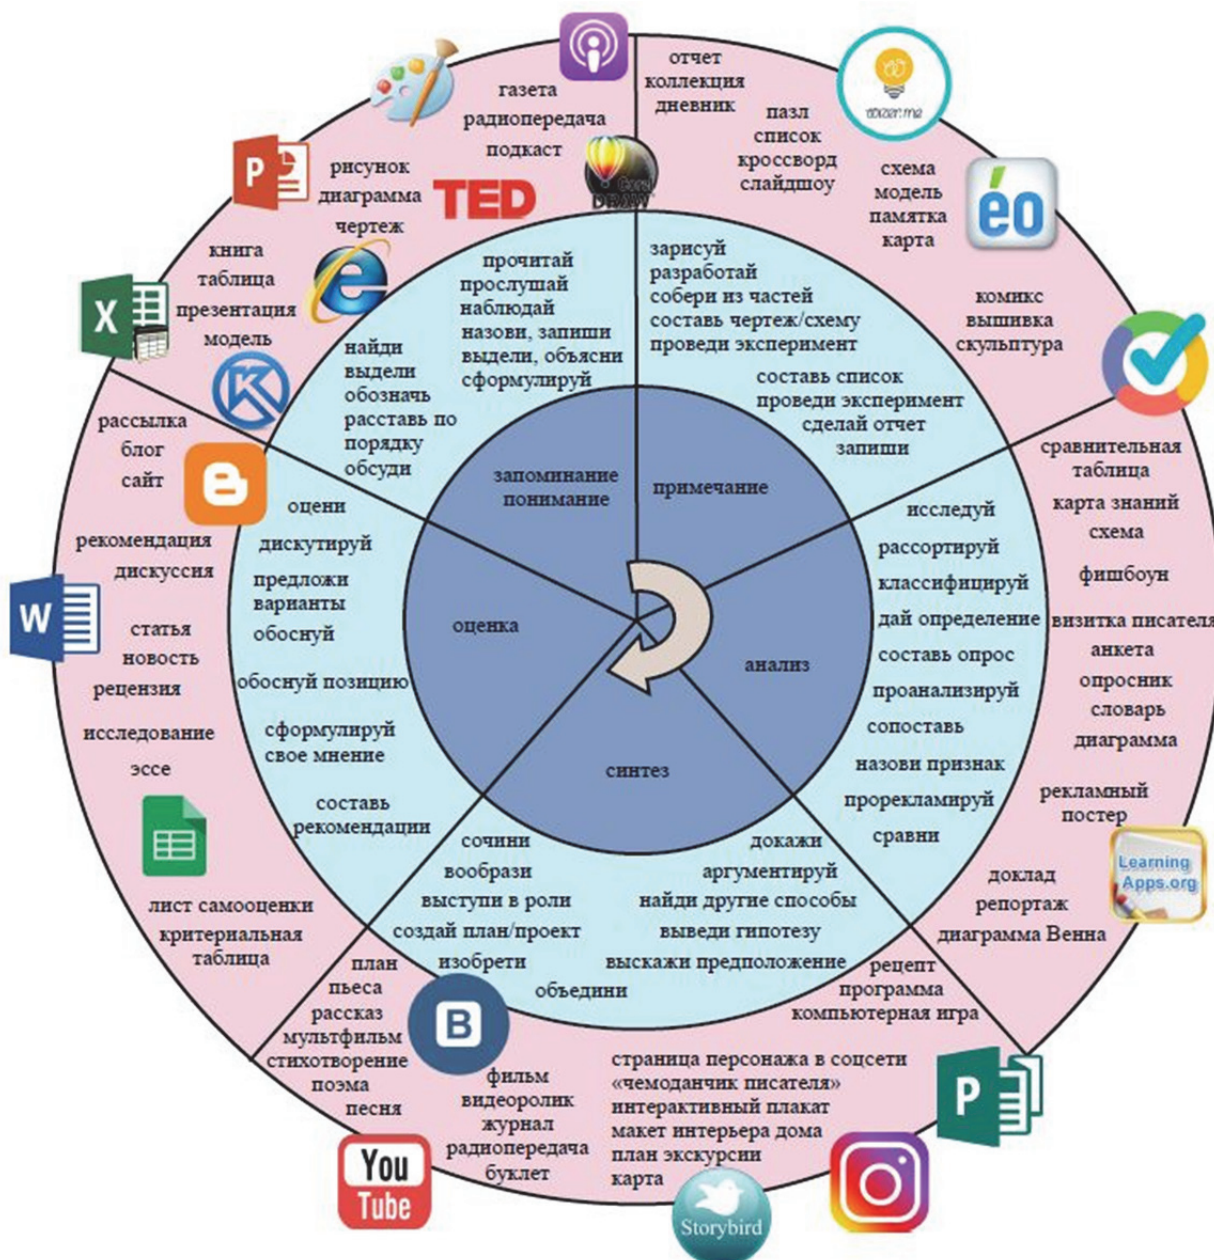 газета
радиопередача
подкаст
рисунок
диаграмма
чертеж
TED
Corel
DRAW
книга
таблица
презентация
модель
P
X
K
прочитай
прослушай
наблюдай
назови, запиши
выдели, объясни
сформулируй
найди
выдели
обозначь
расставь по
порядку
обсуди
запоминание
понимание
отчет
коллекция
дневник
пазл
список
кроссворд
слайдшоу
wizer.me
схема
модель
памятка
карта
éo
комикс
вышивка
скульптура
зарисуй
разработай
собери из частей
составь чертеж/схему
проведи эксперимент
составь список
проведи эксперимент
сделай отчет
запиши
примечание
сравнительная
таблица
карта знаний
схема
фишбоун
визитка писателя
анкета
опросник
словарь
диаграмма
рекламный
постер
Learning
Apps.org
доклад
репортаж
диаграмма Венна
исследуй
рассортируй
классифицируй
дай определение
составь опрос
проанализируй
сопоставь
назови признак
прорекламируй
сравни
анализ
синтез
докажи
аргументируй
найди другие способы
выведи гипотезу
выскажи предположение
сочини
вообрази
выступи в роли
создай план/проект
изобрети
объедини
рецепт
программа
компьютерная игра
P
страница персонажа в соцсети
«чемоданчик писателя»
интерактивный плакат
макет интерьера дома
план экскурсии
карта
Storybird
план
пьеса
рассказ
мультфильм
стихотворение
поэма
песня
B
фильм
видеоролик
журнал
радиопередача
буклет
You
Tube
оценка
оцени
дискутируй
предложи
варианты
обоснуй
обоснуй позицию
сформулируй
свое мнение
составь
рекомендации
рассылка
блог
сайт
B
рекомендация
дискуссия
W
статья
новость
рецензия
исследование
эссе
лист самооценки
критериальная
таблица